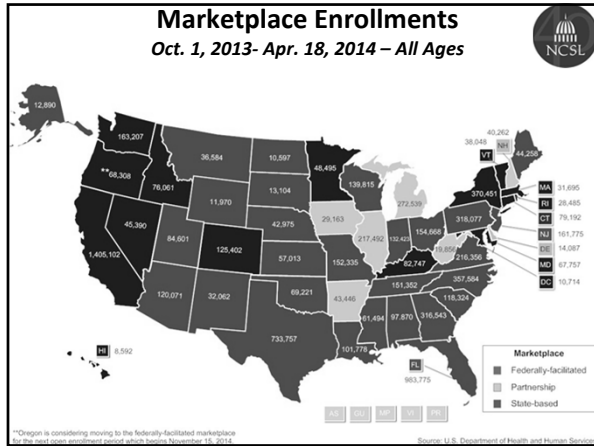 Marketplace Enrollments
Oct. 1, 2013- Apr. 18, 2014 – All Ages
NCSL
12,890
163,207
**68,308
76,061
36,584
10,597
48,495
139,815
272,539
40,262
38,048
NH
VT
44,258
370,451
MA 31,695
RI 28,485
CT 79,192
NJ 161,775
DE 14,087
MD 67,757
DC 10,714
11,970
13,104
45,390
84,601
125,402
42,975
29,163
217,492
132,423
154,668
318,077
19,856
216,356
1,405,102
57,013
152,335
82,747
357,584
120,071
32,062
69,221
43,446
151,352
118,324
61,494
97,870
316,543
733,757
101,778
FL
983,775
HI 8,592
AS GU MP VI PR
Marketplace
Federally-facilitated
Partnership
State-based
**Oregon is considering moving to the federally-facilitated marketplace
for the next open enrollment period which begins November 15, 2014.
Source: U.S. Department of Health and Human Services